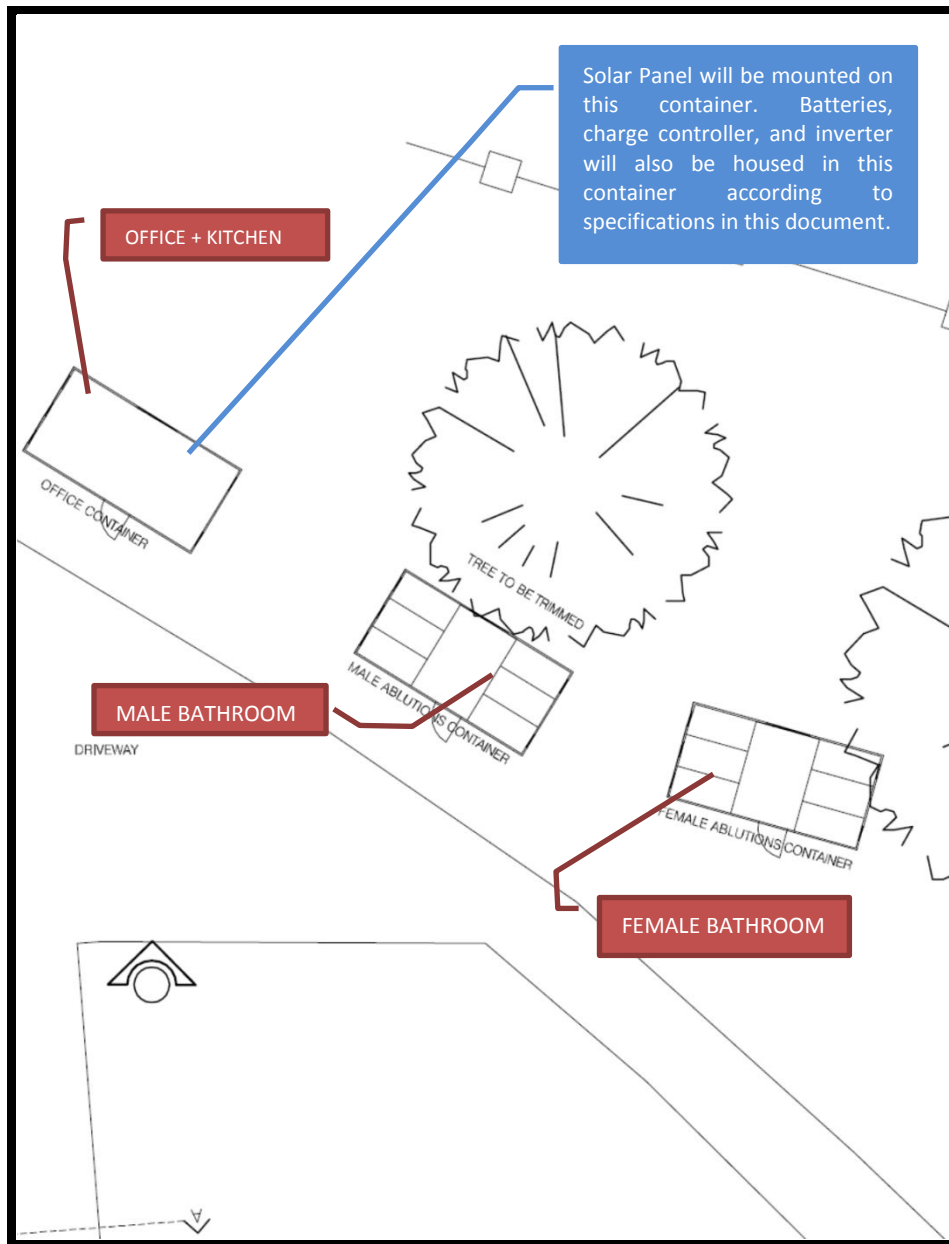 Solar Panel will be mounted on
this container. Batteries,
charge controller, and inverter
will also be housed in this
container according to
specifications in this document.
OFFICE + KITCHEN
OFFICE CONTAINER
TREE TO BE TRIMMED
MALE ABLUTIONS CONTAINER
MALE BATHROOM
DRIVEWAY
FEMALE ABLUTIONS CONTAINER
FEMALE BATHROOM
A